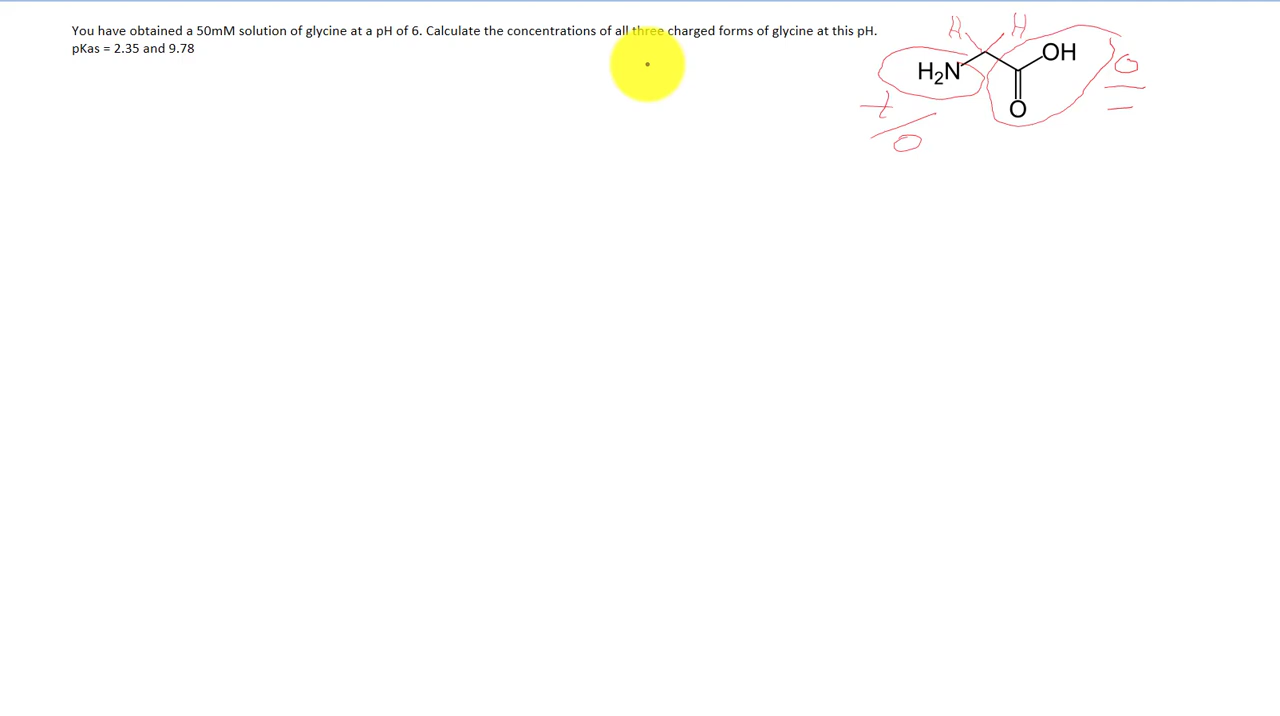 You have obtained a 50mM solution of glycine at a pH of 6. Calculate the concentrations of all three charged forms of glycine at this pH.
pKas = 2.35 and 9.78
H H
OH
H₂N
O
O
+
—
O